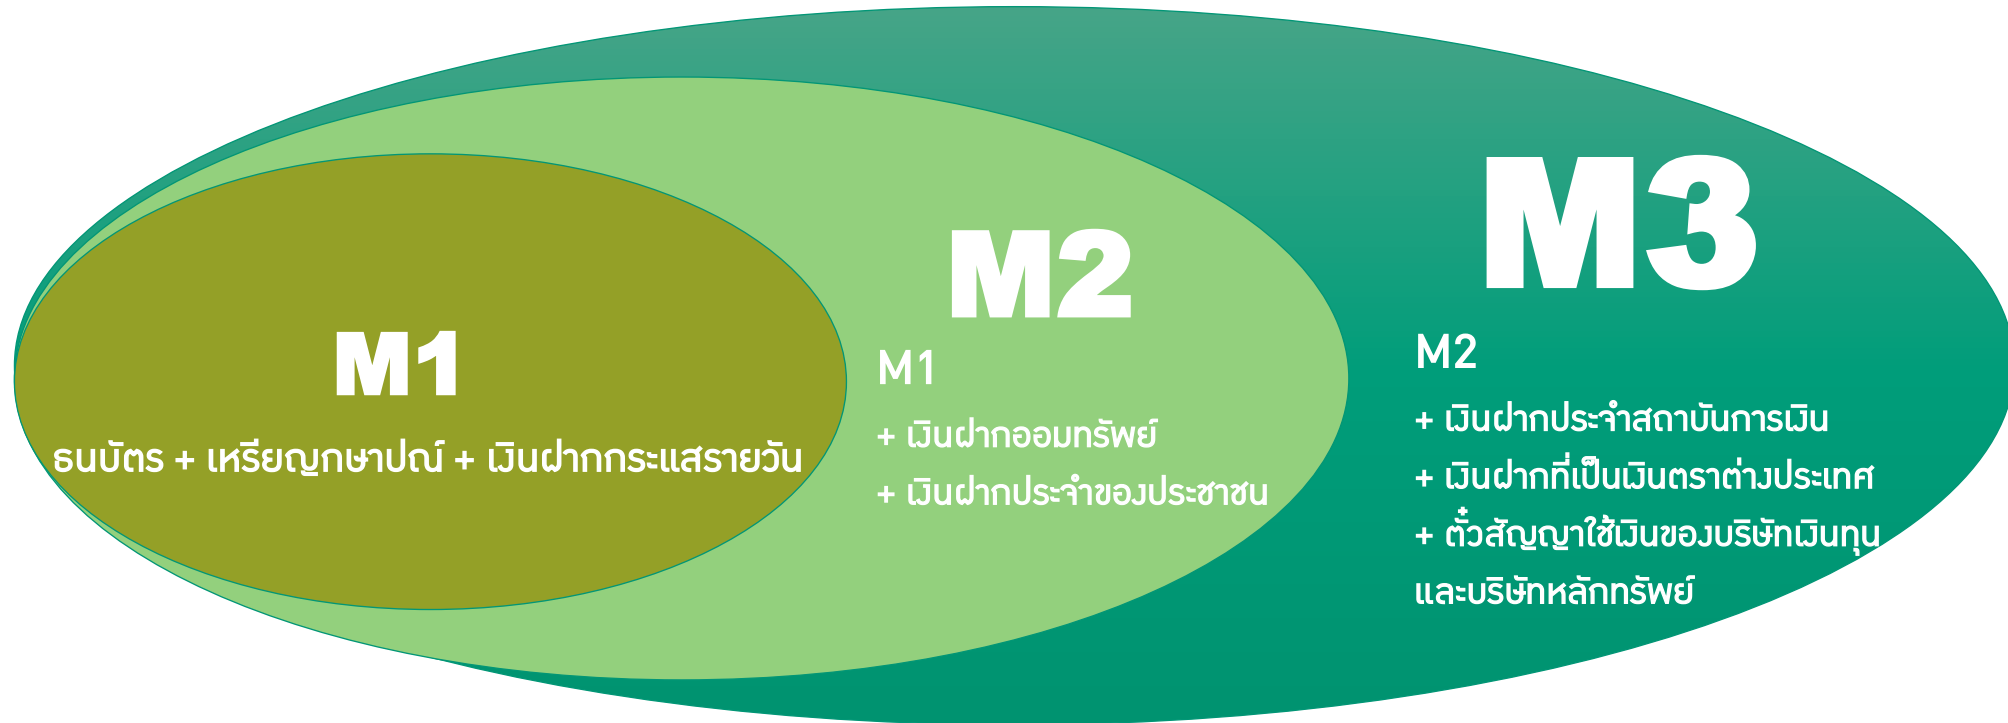 M1
ธนบัตร + เหรียญกษาปณ์ + เงินฝากกระแสรายวัน
M2
M1
+ เงินฝากออมทรัพย์
+ เงินฝากประจำของประชาชน
M3
M2
+ เงินฝากประจำสถาบันการเงิน
+ เงินฝากที่เป็นเงินตราต่างประเทศ
+ ตั๋วสัญญาใช้เงินของบริษัทเงินทุน
และบริษัทหลักทรัพย์